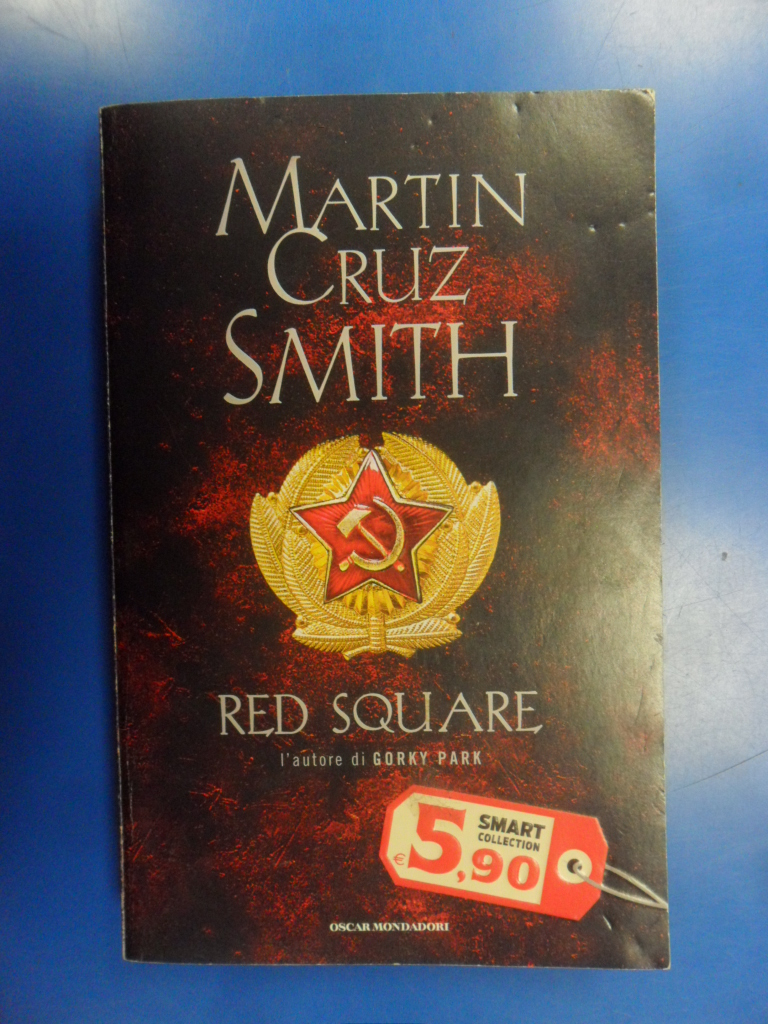 MARTIN
CRUZ
SMITH
RED SQUARE
l'autore di GORKY PARK
€5,90
SMART
COLLECTION
OSCAR MONDADORI